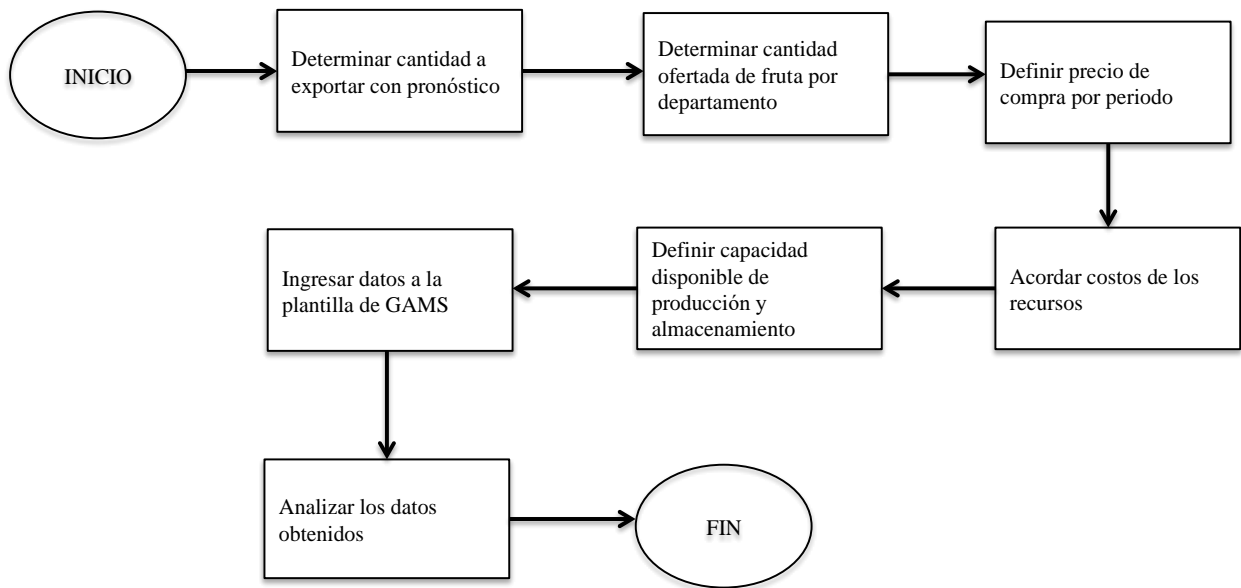 INICIO
Determinar cantidad a
exportar con pronóstico
Determinar cantidad
ofertada de fruta por
departamento
Definir precio de
compra por periodo
Acordar costos de los
recursos
Definir capacidad
disponible de
producción y
almacenamiento
Ingresar datos a la
plantilla de GAMS
Analizar los datos
obtenidos
FIN